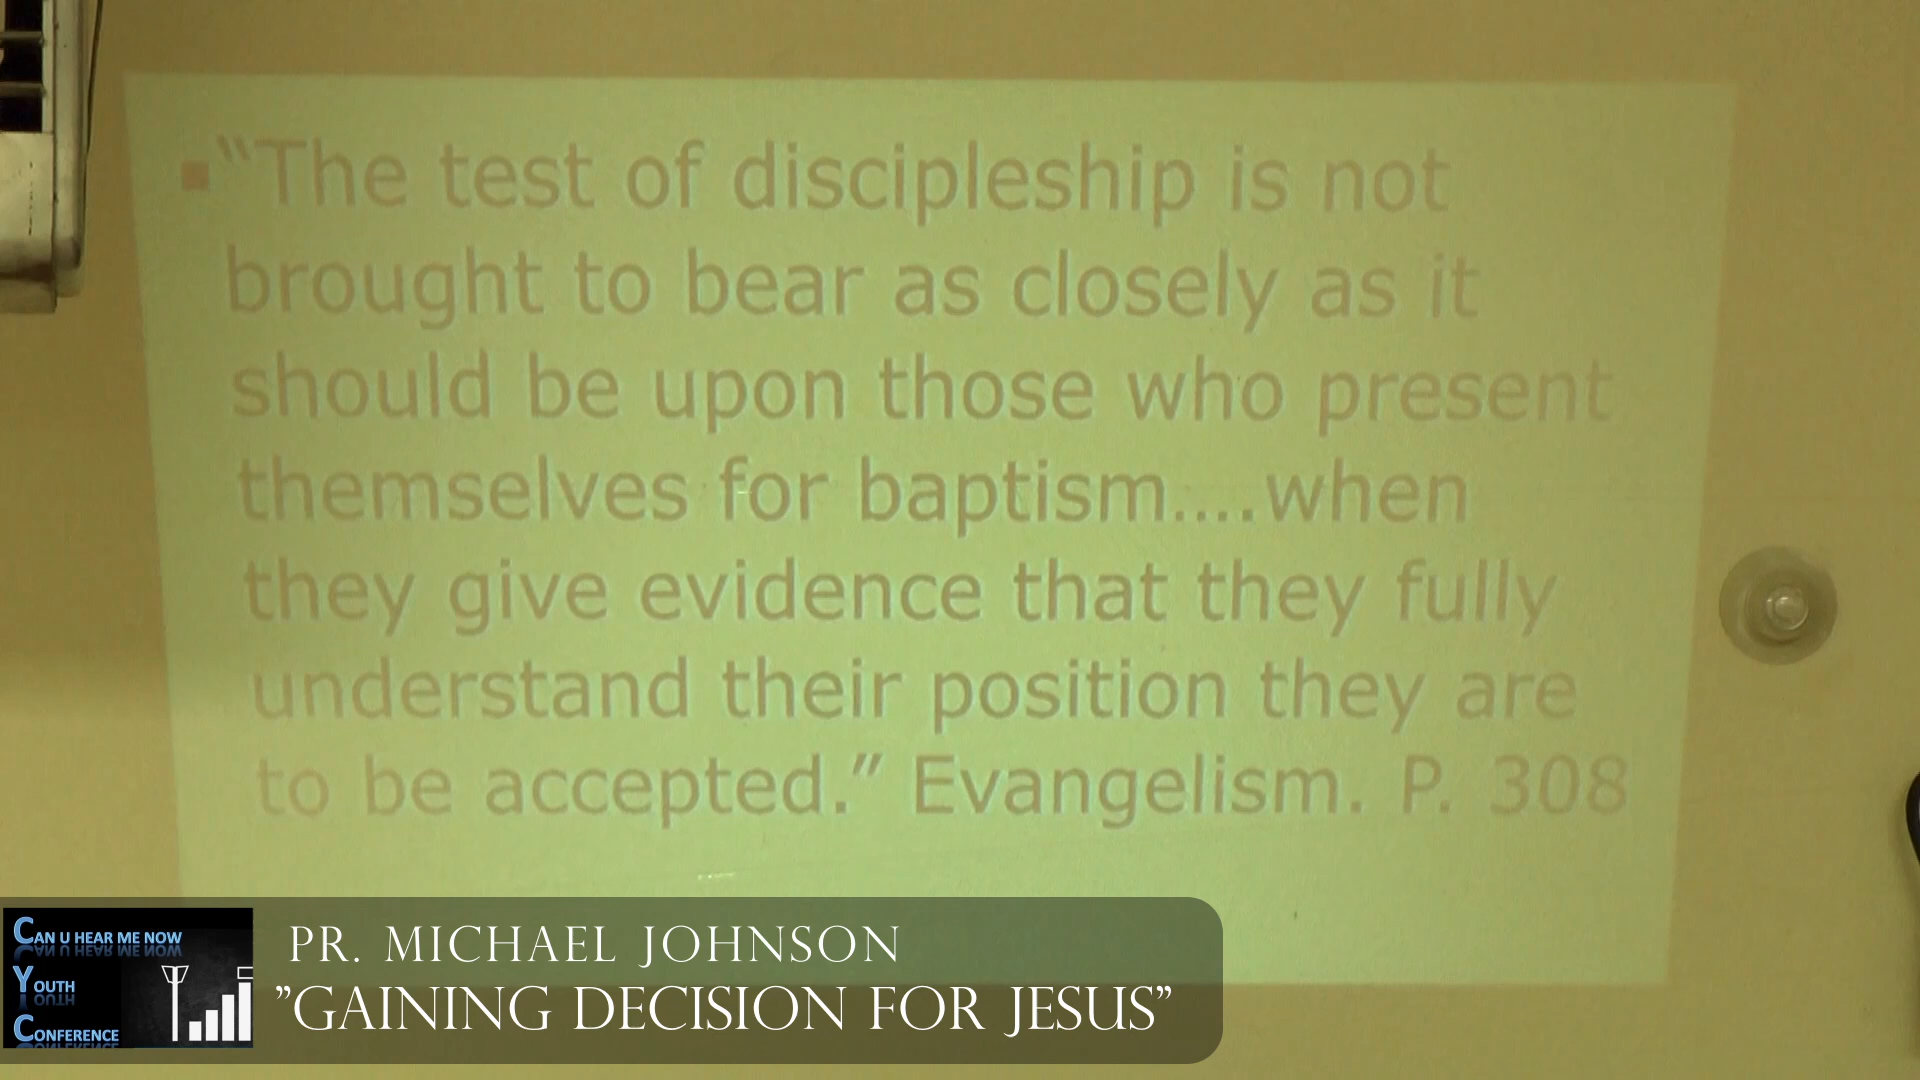 “The test of discipleship is not
brought to bear as closely as it
should be upon those who present
themselves for baptism....when
they give evidence that they fully
understand their position they are
to be accepted.” Evangelism. P. 308
CAN U HEAR ME NOW
YOUTH
CONFERENCE
PR. MICHAEL JOHNSON
”GAINING DECISION FOR JESUS”